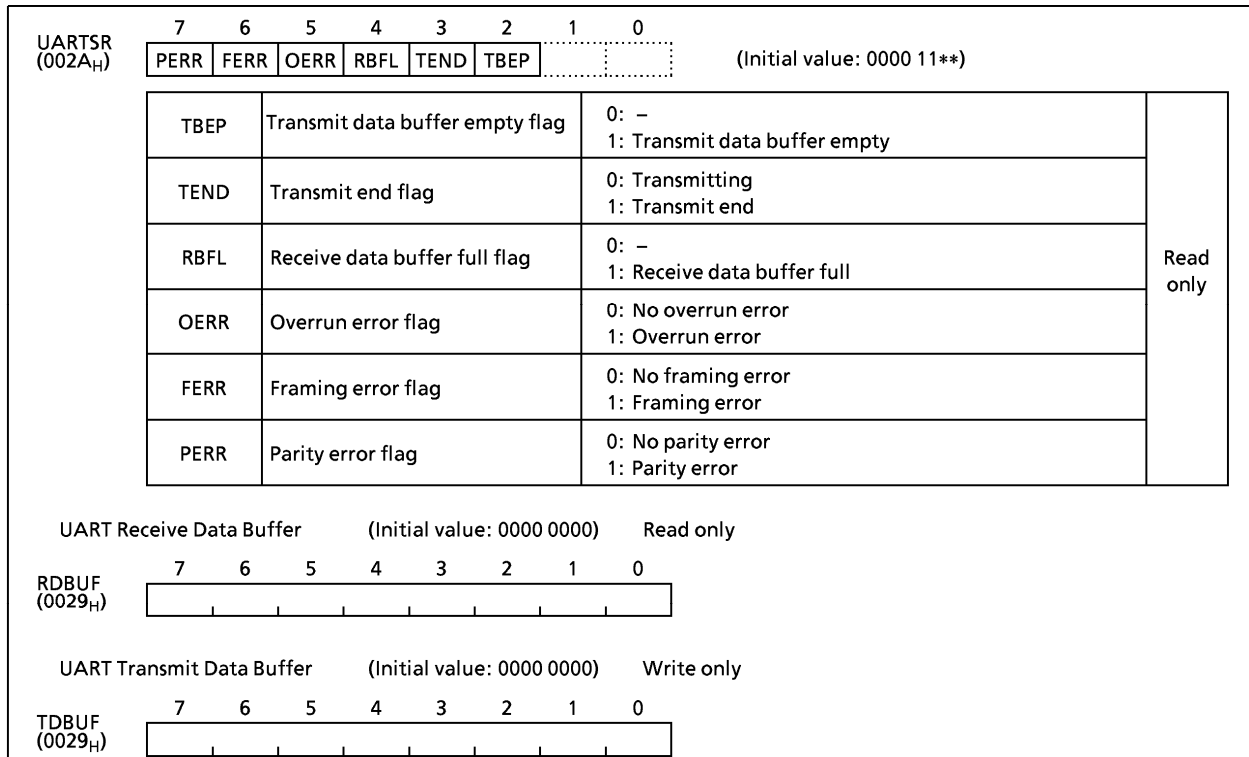 7 6 5 4 3 2 1 0
UARTSR
(002AH) PERR FERR OERR RBFL TEND TBEP (Initial value: 0000 11**)
TBEP Transmit data buffer empty flag 0: –
1: Transmit data buffer empty
TEND Transmit end flag 0: Transmitting
1: Transmit end
RBFL Receive data buffer full flag 0: –
1: Receive data buffer full
Read
only
OERR Overrun error flag 0: No overrun error
1: Overrun error
FERR Framing error flag 0: No framing error
1: Framing error
PERR Parity error flag 0: No parity error
1: Parity error
UART Receive Data Buffer (Initial value: 0000 0000) Read only
7 6 5 4 3 2 1 0
RDBUF
(0029H)
UART Transmit Data Buffer (Initial value: 0000 0000) Write only
7 6 5 4 3 2 1 0
TDBUF
(0029H)